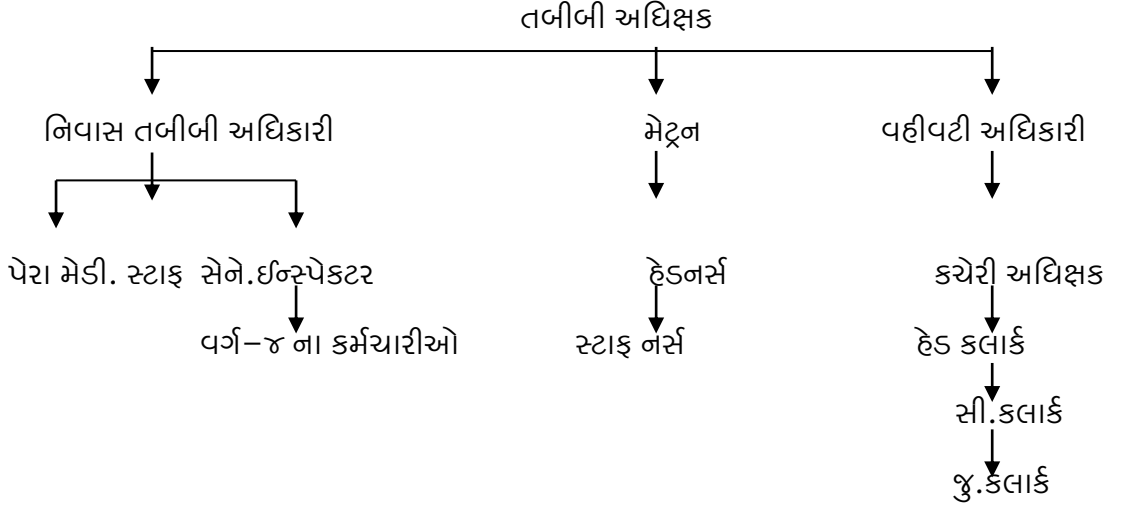 તબીબી અધિક્ષક
નિવાસ તબીબી અધિકારી મેટ્રન વહીવટી અધિકારી
પેરા મેડી. સ્ટાફ સેને.ઈન્સ્પેકટર હેડનર્સ કચેરી અધિક્ષક
વર્ગ-૪ ના કર્મચારીઓ સ્ટાફ નર્સ હેડ કલાર્ક
સી.કલાર્ક
જુ.કલાર્ક